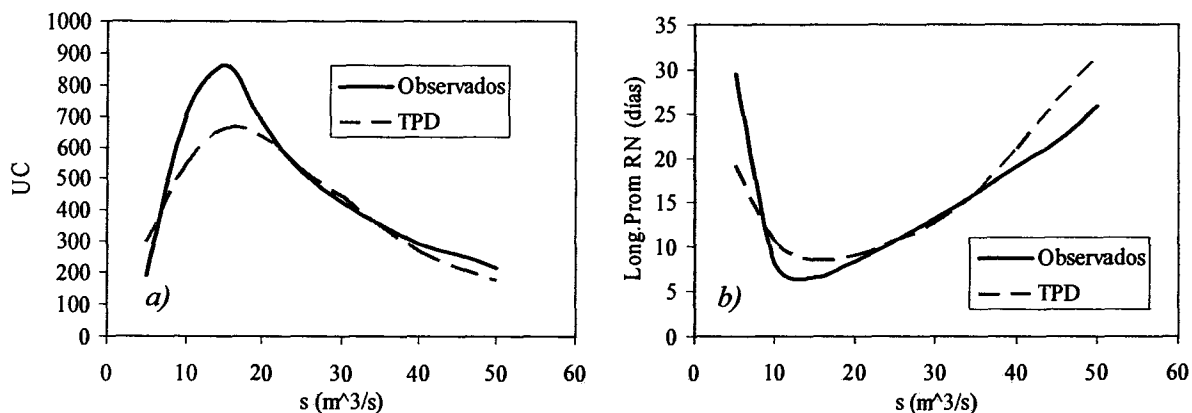 1000
900
800
700
600
500
400
300
200
100
0
UC
Observados
TPD
a)
0 10 20 30 40 50 60
s (m^3/s)
35
30
25
20
15
10
5
0
Long.Prom RN (días)
Observados
TPD
b)
0 10 20 30 40 50 60
s (m^3/s)